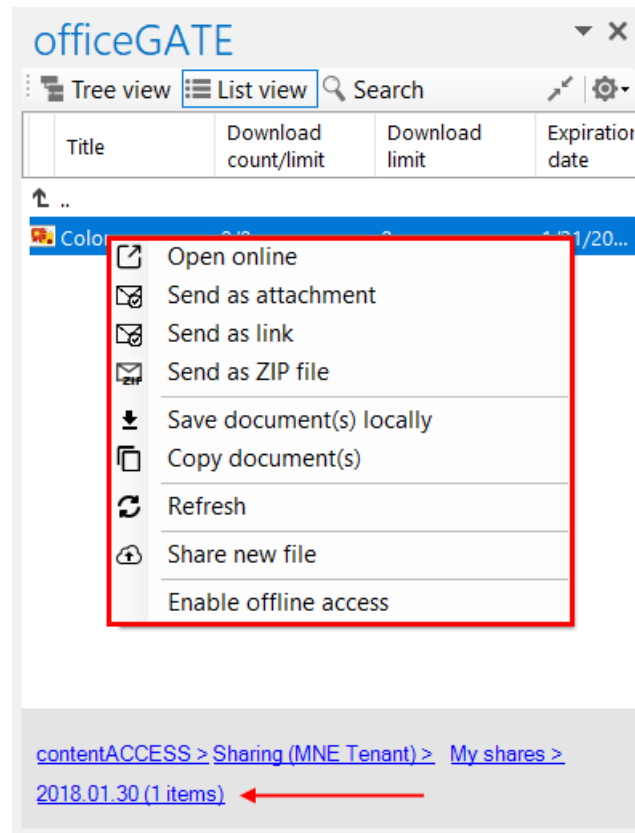 officeGATE
Tree view List view Search
Title Download count/limit Download limit Expiration date
..
Open online
Send as attachment
Send as link
ZIP Send as ZIP file
Save document(s) locally
Copy document(s)
Refresh
Share new file
Enable offline access
contentACCESS > Sharing (MNE Tenant) > My shares >
2018.01.30 (1 items)